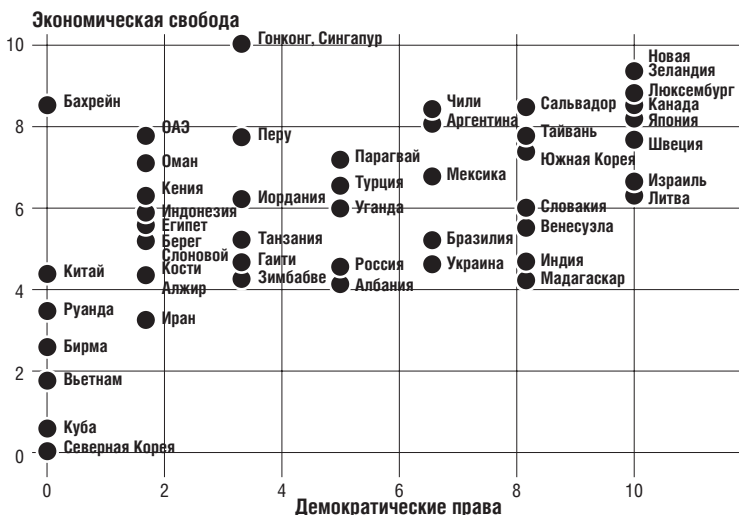 Экономическая свобода
10
8
6
4
2
0
Гонконг, Сингапур
Новая
Зеландия
Бахрейн
Чили
Сальвадор
Люксембург
Канада
Аргентина
Япония
ОАЭ
Перу
Тайвань
Швеция
Оман
Парагвай
Южная Корея
Мексика
Кения
Иордания
Турция
Израиль
Индонезия
Уганда
Словакия
Литва
Египет
Венесуэла
Берег
Слоновой
Кости
Танзания
Бразилия
Китай
Гаити
Россия
Украина
Индия
Алжир
Зимбабве
Албания
Мадагаскар
Руанда
Иран
Бирма
Вьетнам
Куба
Северная Корея
0
2
4
6
8
10
Демократические права